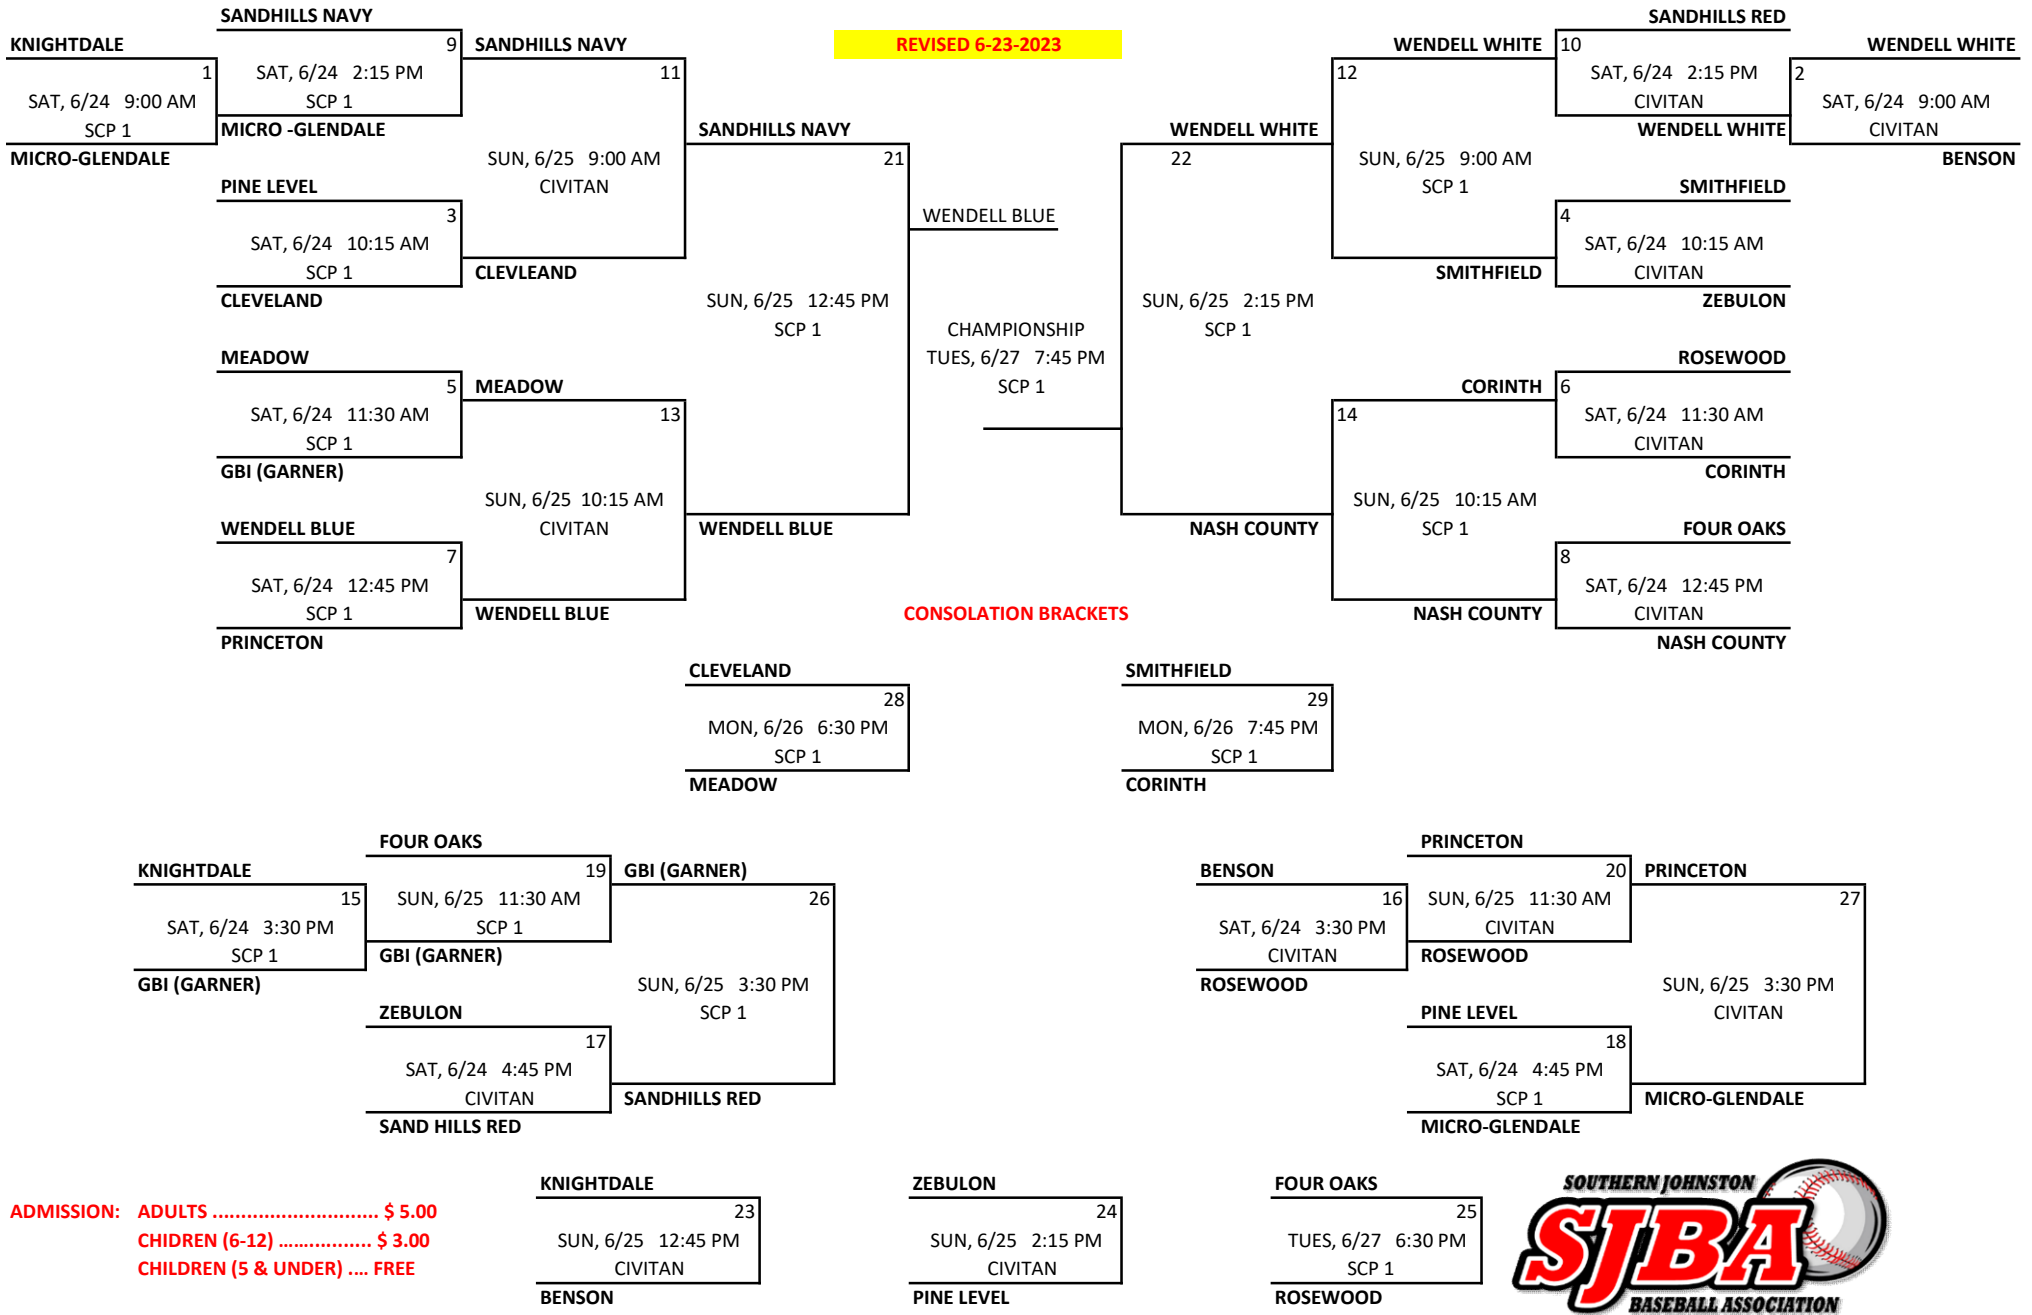 SANDHILLS NAVY
KNIGHTDALE
9
SANDHILLS NAVY
1
SAT, 6/24 2:15 PM
11
SAT, 6/24 9:00 AM
SCP 1
SCP 1
MICRO -GLENDALE
SANDHILLS NAVY
MICRO-GLENDALE
SUN, 6/25 9:00 AM
21
PINE LEVEL
CIVITAN
3
WENDELL BLUE
SAT, 6/24 10:15 AM
SCP 1
CLEVLEAND
CLEVELAND
SUN, 6/25 12:45 PM
SCP 1
CHAMPIONSHIP
MEADOW
TUES, 6/27 7:45 PM
5
MEADOW
SCP 1
SAT, 6/24 11:30 AM
13
SCP 1
GBI (GARNER)
SUN, 6/25 10:15 AM
WENDELL BLUE
CIVITAN
WENDELL BLUE
7
SAT, 6/24 12:45 PM
SCP 1
WENDELL BLUE
PRINCETON
REVISED 6-23-2023
SANDHILLS RED
WENDELL WHITE
10
WENDELL WHITE
12
SAT, 6/24 2:15 PM
2
CIVITAN
SAT, 6/24 9:00 AM
WENDELL WHITE
WENDELL WHITE
CIVITAN
22
SUN, 6/25 9:00 AM
BENSON
SCP 1
SMITHFIELD
4
SAT, 6/24 10:15 AM
SMITHFIELD
CIVITAN
SUN, 6/25 2:15 PM
ZEBULON
SCP 1
ROSEWOOD
CORINTH
6
14
SAT, 6/24 11:30 AM
CIVITAN
CORINTH
SUN, 6/25 10:15 AM
NASH COUNTY
SCP 1
FOUR OAKS
8
SAT, 6/24 12:45 PM
NASH COUNTY
CIVITAN
NASH COUNTY
CONSOLATION BRACKETS
CLEVELAND
28
MON, 6/26 6:30 PM
SCP 1
MEADOW
SMITHFIELD
29
MON, 6/26 7:45 PM
SCP 1
CORINTH
FOUR OAKS
KNIGHTDALE
19
GBI (GARNER)
15
SUN, 6/25 11:30 AM
26
SAT, 6/24 3:30 PM
SCP 1
SCP 1
GBI (GARNER)
GBI (GARNER)
SUN, 6/25 3:30 PM
ZEBULON
SCP 1
17
SAT, 6/24 4:45 PM
CIVITAN
SANDHILLS RED
SAND HILLS RED
PRINCETON
BENSON
20
PRINCETON
16
SUN, 6/25 11:30 AM
27
SAT, 6/24 3:30 PM
CIVITAN
CIVITAN
ROSEWOOD
ROSEWOOD
SUN, 6/25 3:30 PM
PINE LEVEL
CIVITAN
18
SAT, 6/24 4:45 PM
SCP 1
MICRO-GLENDALE
MICRO-GLENDALE
ADMISSION: ADULTS ............................. $ 5.00
CHIDREN (6-12) ................. $ 3.00
CHILDREN (5 & UNDER) .... FREE
KNIGHTDALE
23
SUN, 6/25 12:45 PM
CIVITAN
BENSON
ZEBULON
24
SUN, 6/25 2:15 PM
CIVITAN
PINE LEVEL
FOUR OAKS
25
TUES, 6/27 6:30 PM
SCP 1
ROSEWOOD
SOUTHERN JOHNSTON
SJBA
BASEBALL ASSOCIATION